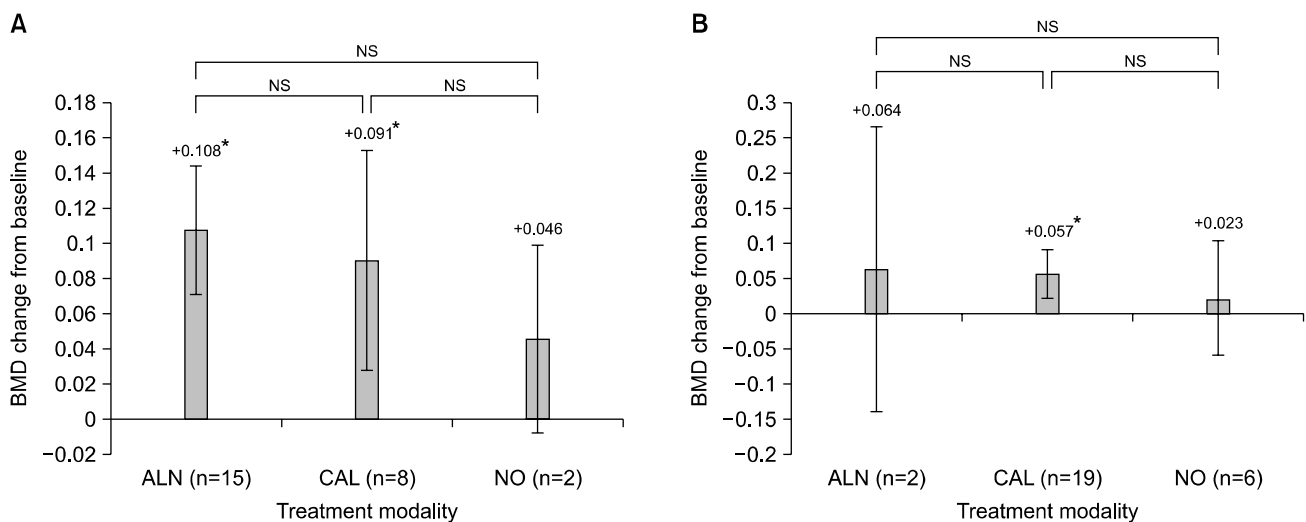 A
NS
NS
NS
0.18
0.16
0.14
0.12
0.1
0.08
0.06
0.04
0.02
0
−0.02
BMD change from baseline
+0.108*
+0.091*
+0.046
ALN (n=15)
CAL (n=8)
NO (n=2)
Treatment modality
B
NS
NS
NS
0.3
0.25
0.2
0.15
0.1
0.05
0
−0.05
−0.1
−0.15
−0.2
BMD change from baseline
+0.064
+0.057*
+0.023
ALN (n=2)
CAL (n=19)
NO (n=6)
Treatment modality